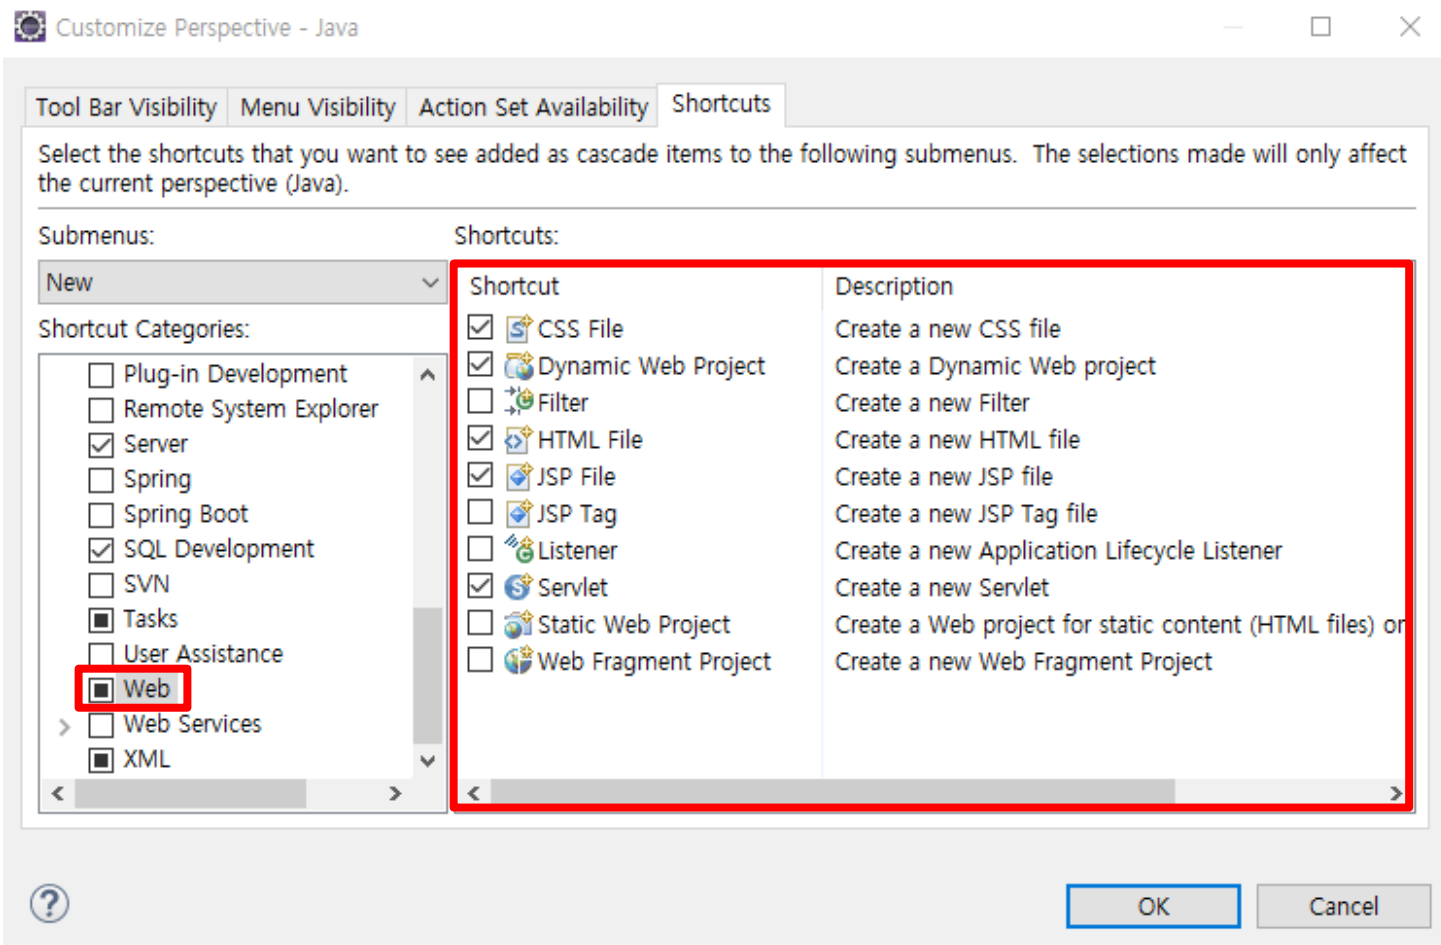 Customize Perspective - Java
Tool Bar Visibility
Menu Visibility
Action Set Availability
Shortcuts
Select the shortcuts that you want to see added as cascade items to the following submenus.  The selections made will only affect
the current perspective (Java).
Submenus:
New
Shortcut Categories:
Plug-in Development
Remote System Explorer
Server
Spring
Spring Boot
SQL Development
SVN
Tasks
User Assistance
Web
Web Services
XML
Shortcuts:
Shortcut Description
CSS File Create a new CSS file
Dynamic Web Project Create a Dynamic Web project
Filter Create a new Filter
HTML File Create a new HTML file
JSP File Create a new JSP file
JSP Tag Create a new JSP Tag file
Listener Create a new Application Lifecycle Listener
Servlet Create a new Servlet
Static Web Project Create a Web project for static content (HTML files) or
Web Fragment Project Create a new Web Fragment Project
OK
Cancel